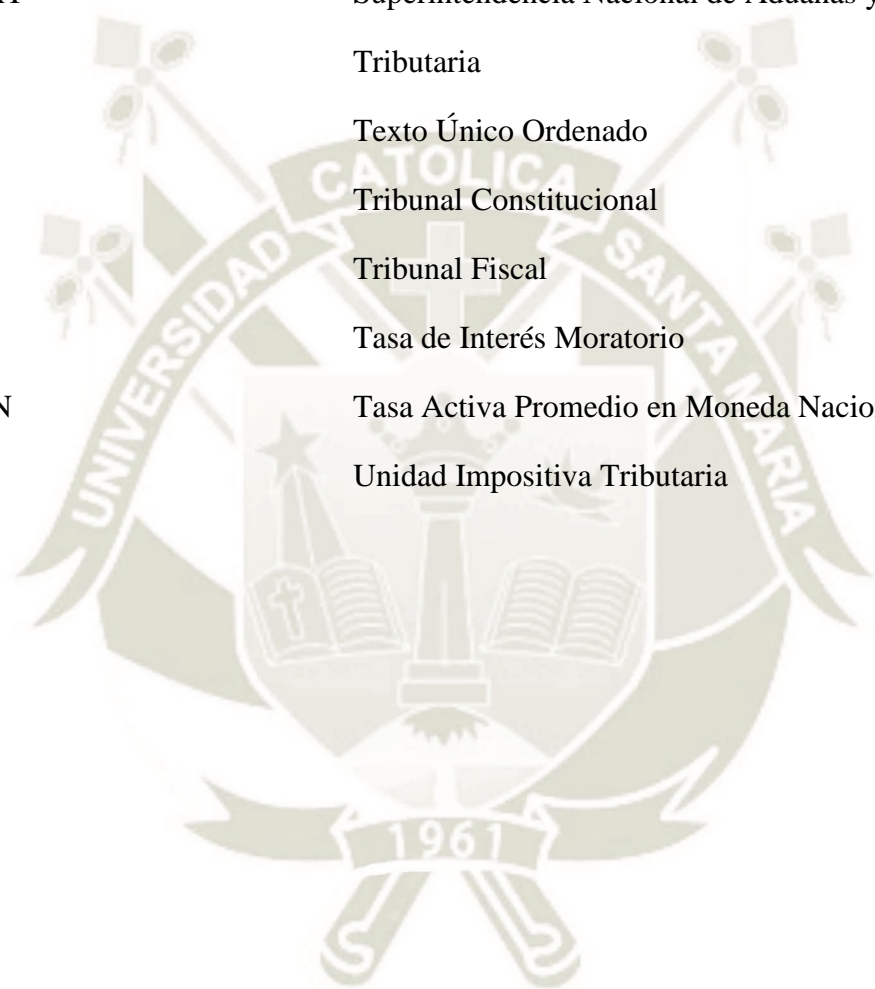 Superintendencia Nacional de Aduanas y
Tributaria
Texto Único Ordenado
Tribunal Constitucional
Tribunal Fiscal
Tasa de Interés Moratorio
N Tasa Activa Promedio en Moneda Nacio
Unidad Impositiva Tributaria
UNIVERSIDAD CATOLICA SANTA MARIA
1961